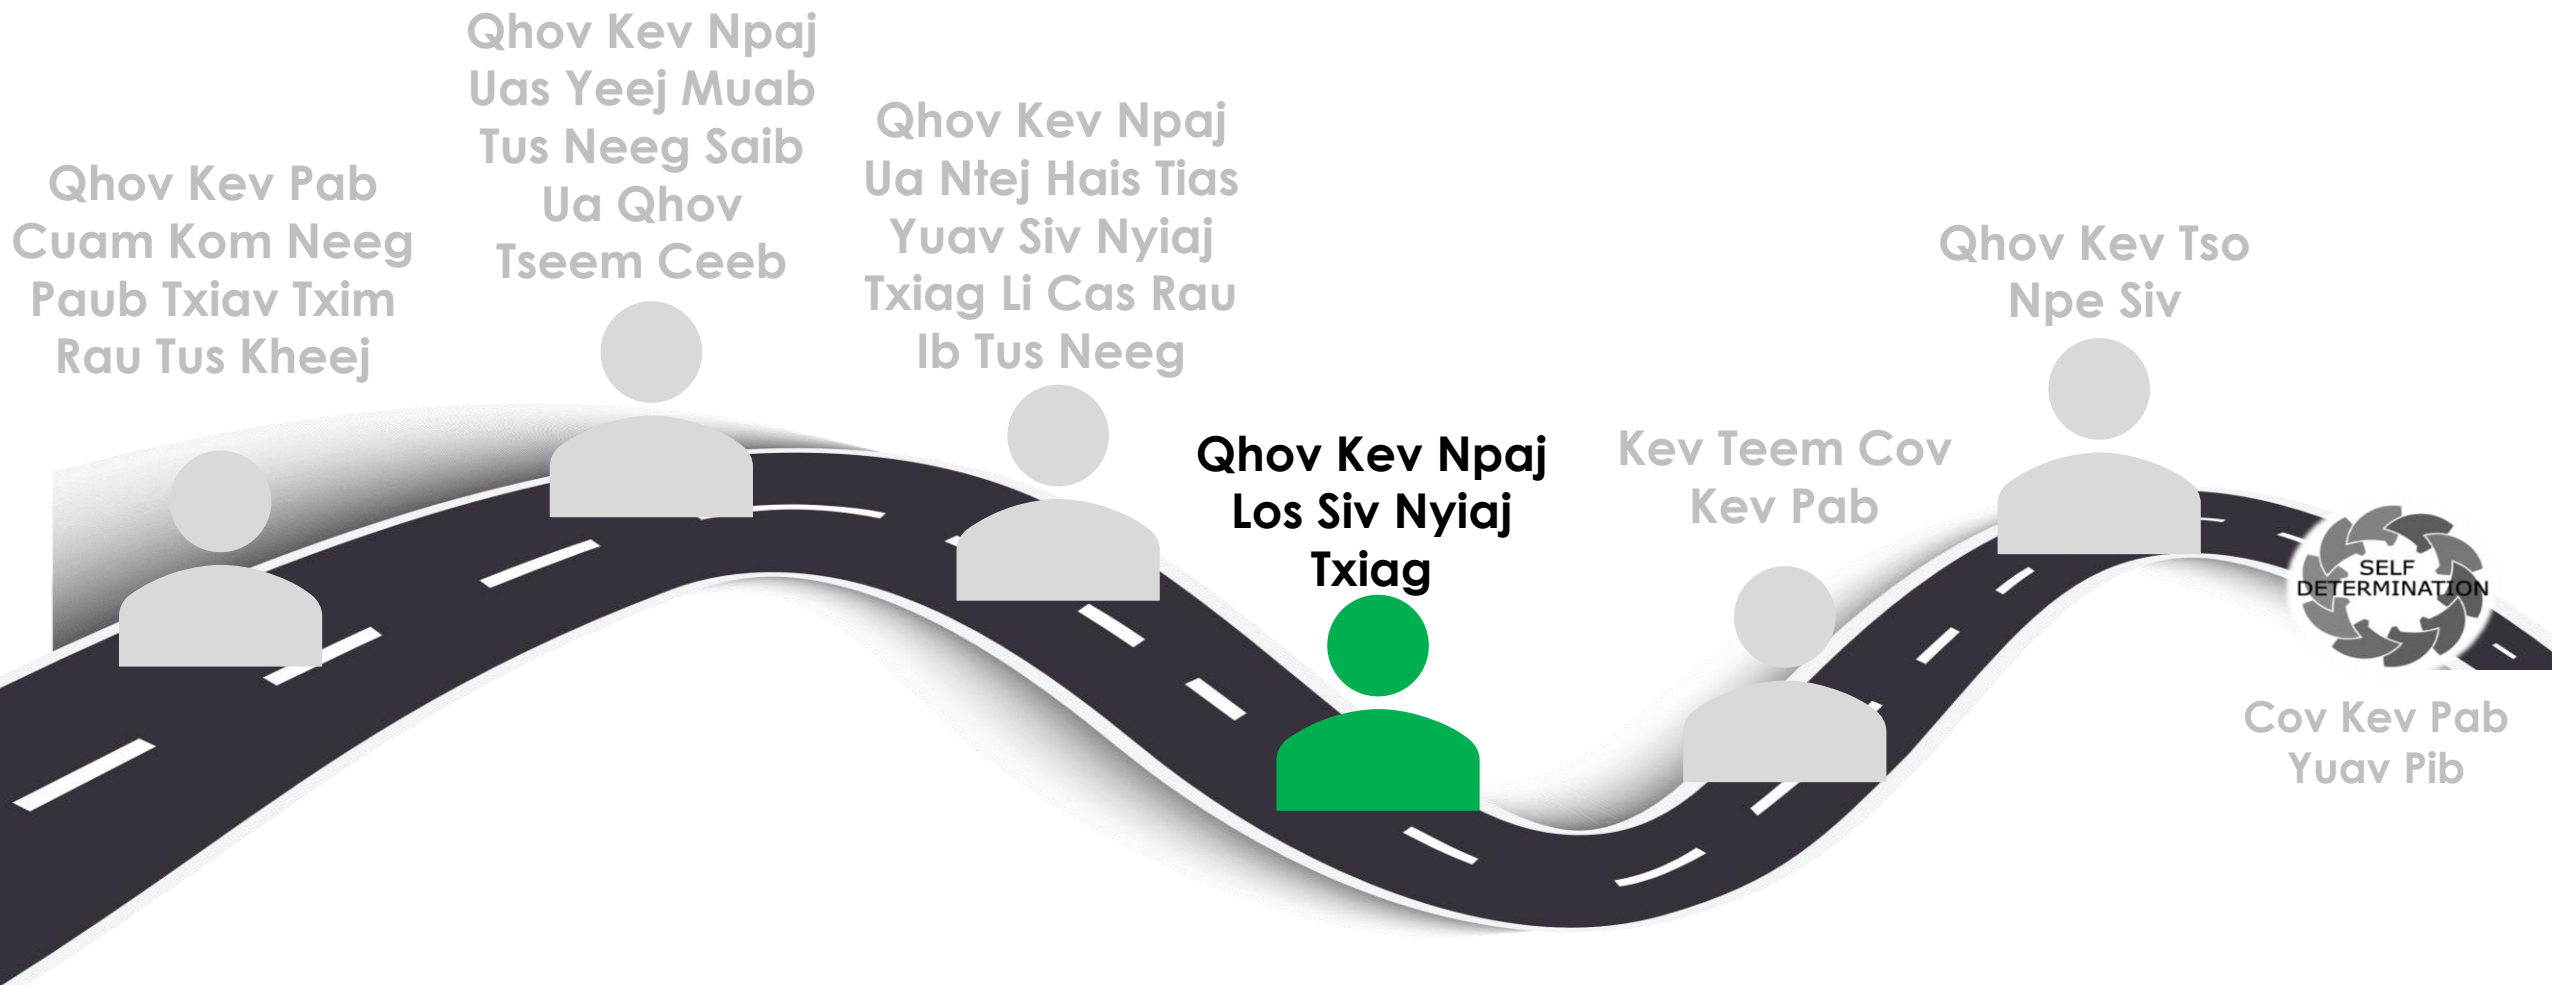 Qhov Kev Pab
Cuam Kom Neeg
Paub Txiav Txim
Rau Tus Kheej
Qhov Kev Npaj
Uas Yeej Muab
Tus Neeg Saib
Ua Qhov
Tseem Ceeb
Qhov Kev Npaj
Ua Ntej Hais Tias
Yuav Siv Nyiaj
Txiag Li Cas Rau
Ib Tus Neeg
Qhov Kev Npaj
Los Siv Nyiaj
Txiag
Kev Teem Cov
Kev Pab
Qhov Kev Tso
Npe Siv
SELF
DETERMINATION
Cov Kev Pab
Yuav Pib